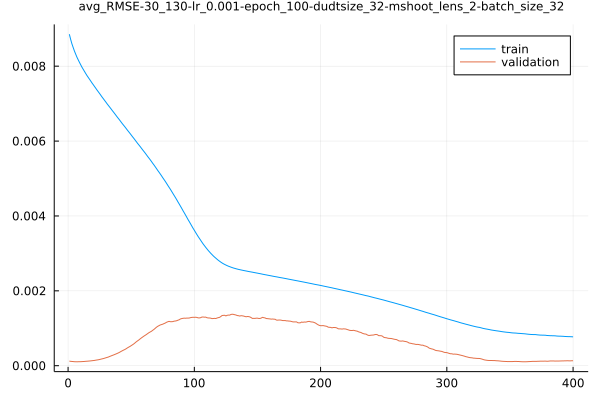 avg_RMSE-30_130-lr_0.001-epoch_100-dudtsize_32-mshoot_lens_2-batch_size_32
train
validation
0.008
0.006
0.004
0.002
0.000
0 100 200 300 400